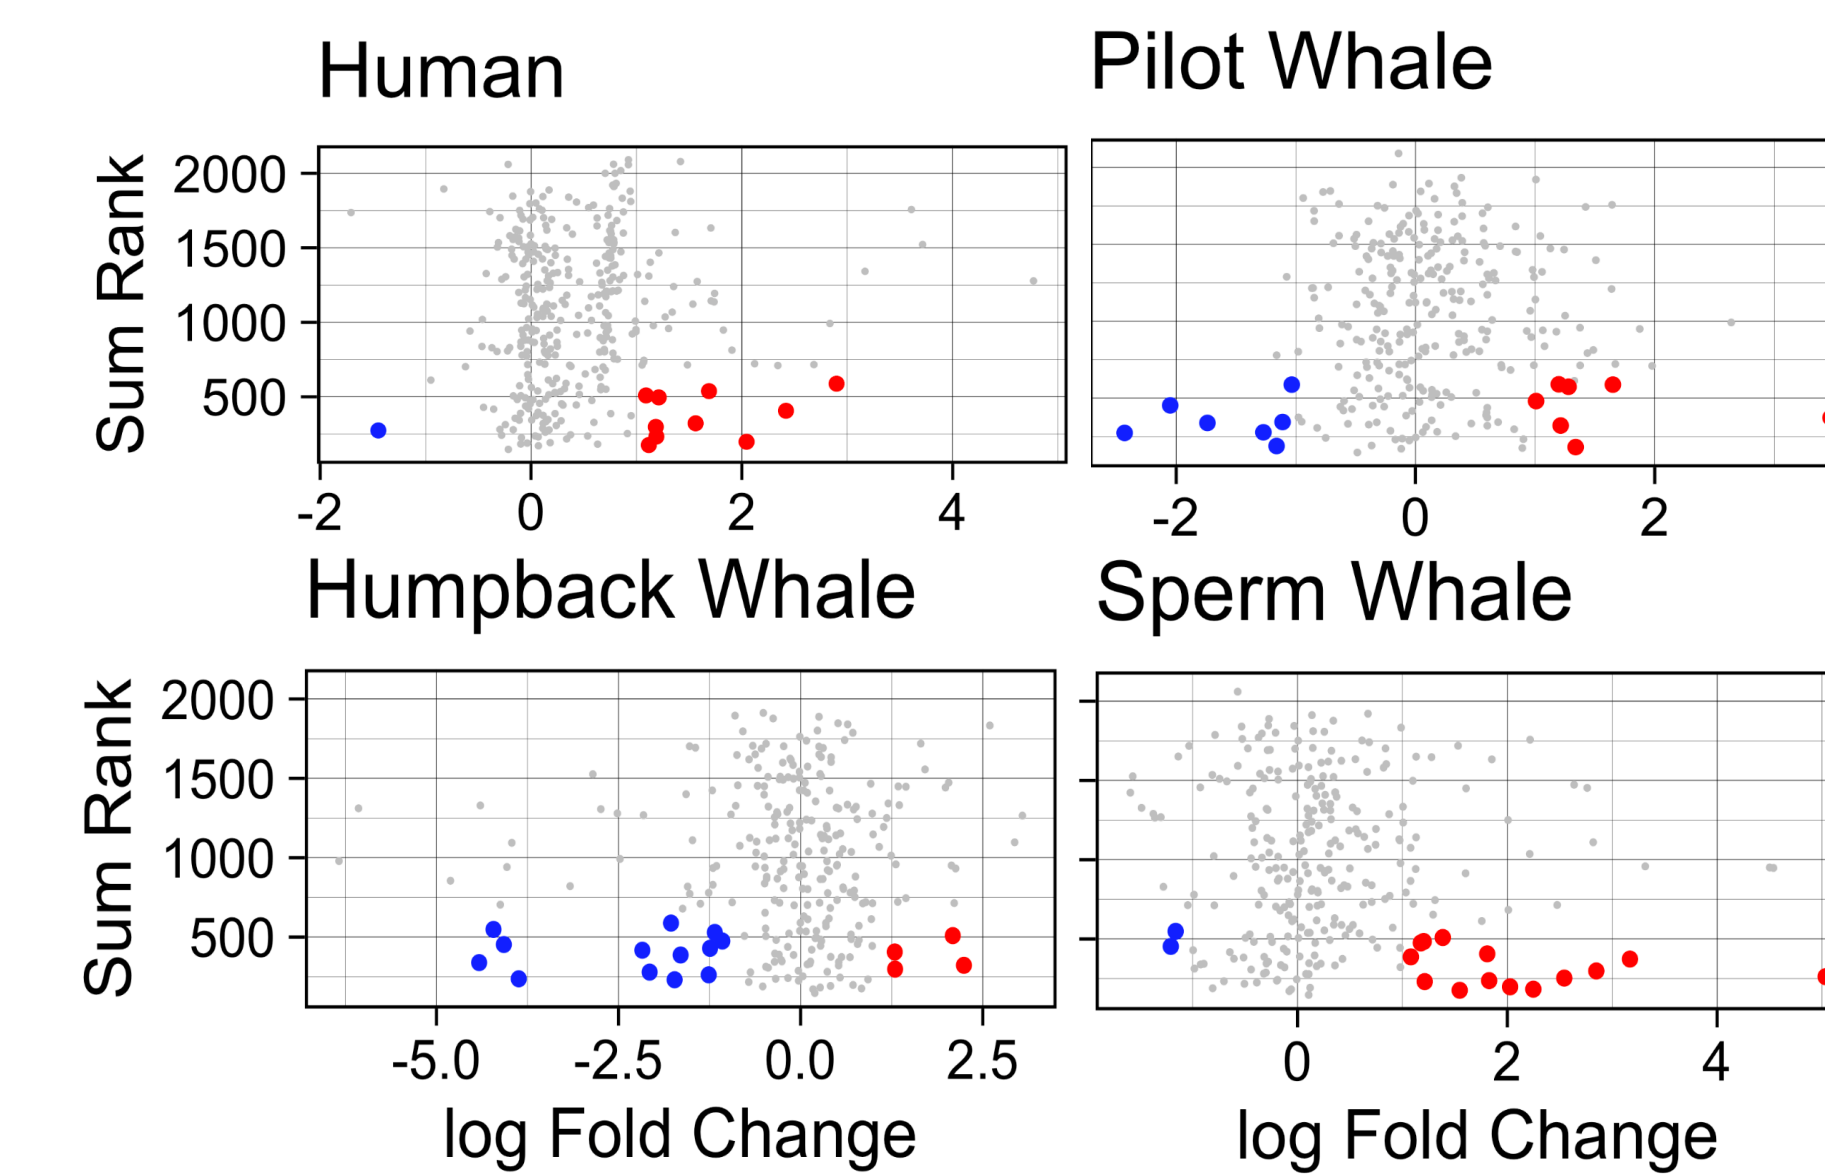 Human
Pilot Whale
Sum Rank
2000
1500
1000
500
-2 0 2 4
-2 0 2
Humpback Whale
Sperm Whale
Sum Rank
2000
1500
1000
500
-5.0 -2.5 0.0 2.5
0 2 4
log Fold Change
log Fold Change